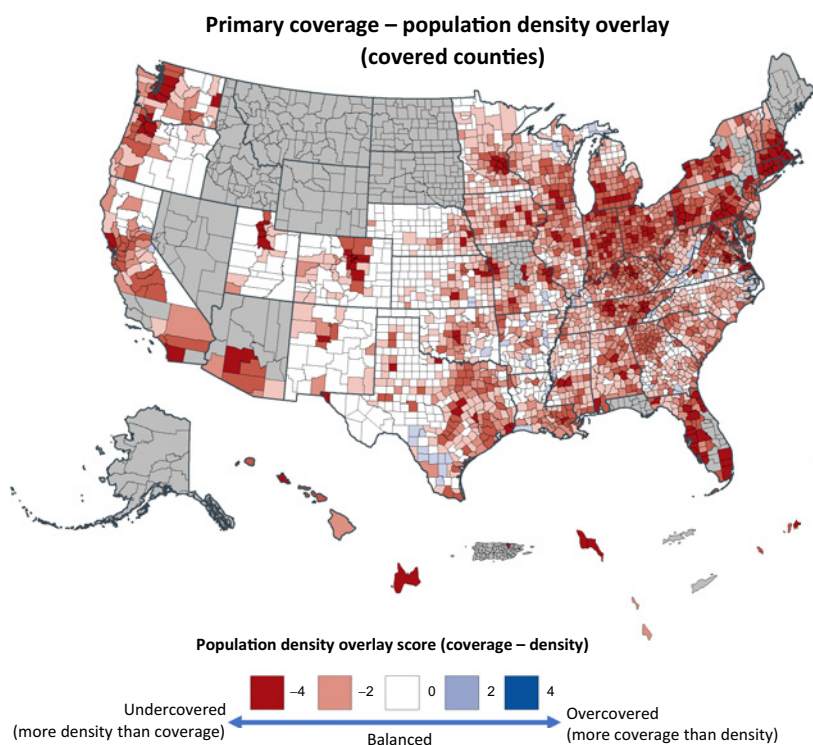 Primary coverage – population density overlay
(covered counties)
Population density overlay score (coverage – density)
–4
–2
0
2
4
Undercovered
(more density than coverage)
Balanced
Overcovered
(more coverage than density)